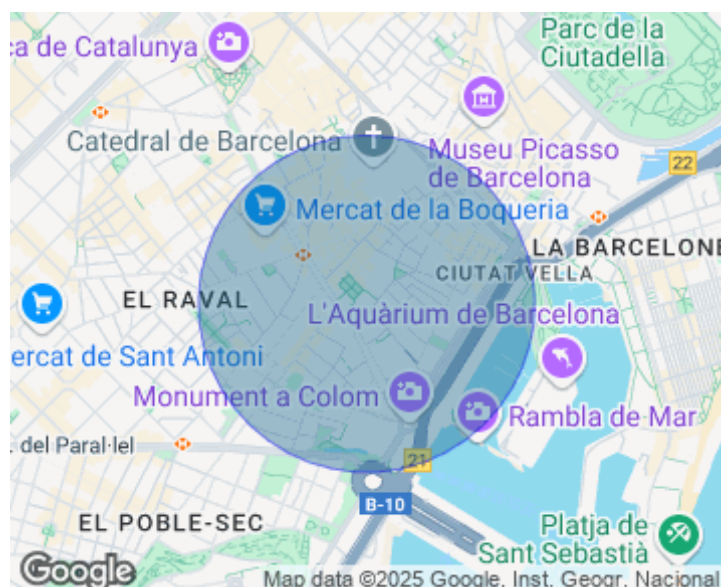 Parc de la
Ciutadella
ca de Catalunya
Catedral de Barcelona
Museu Picasso
de Barcelona
22
Mercat de la Boqueria
LA BARCELONE
CIUTAT VELLA
EL RAVAL
L'Aquàrium de Barcelona
ercat de Sant Antoni
Monument a Colom
Rambla de Mar
. del Paral·lel
21
B-10
EL POBLE-SEC
Platja de
Sant Sebastià
Google
Map data ©2025 Google, Inst. Geogr. Nacional